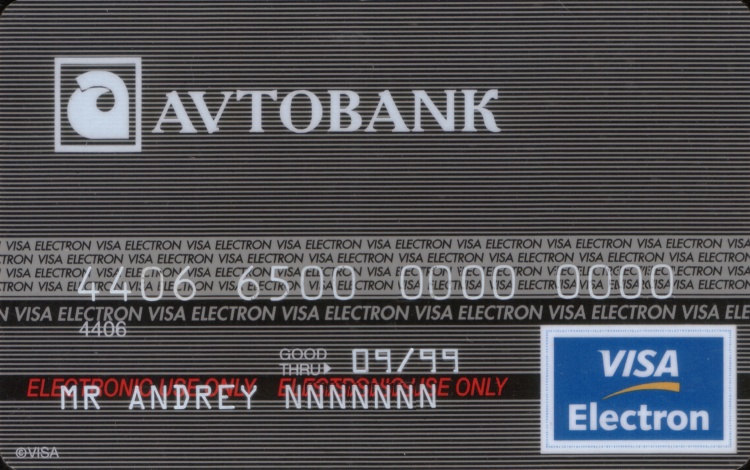 AVTOBANK
VISA ELECTRON VISA ELECTRON VISA ELECTRON VISA ELECTRON VISA ELECTRON VISA ELECTRON VISA ELECTRON VISA
4406 6500 0000 0000
VISA ELECTRON VISA ELECTRON VISA ELECTRON VISA ELECTRON VISA ELECTRON VISA ELECTRON
4406
GOOD
THRU 09/99
ELECTRONIC USE ONLY ELECTRONIC USE ONLY
MR ANDREY NNNNNNN
VISA
Electron
©VISA